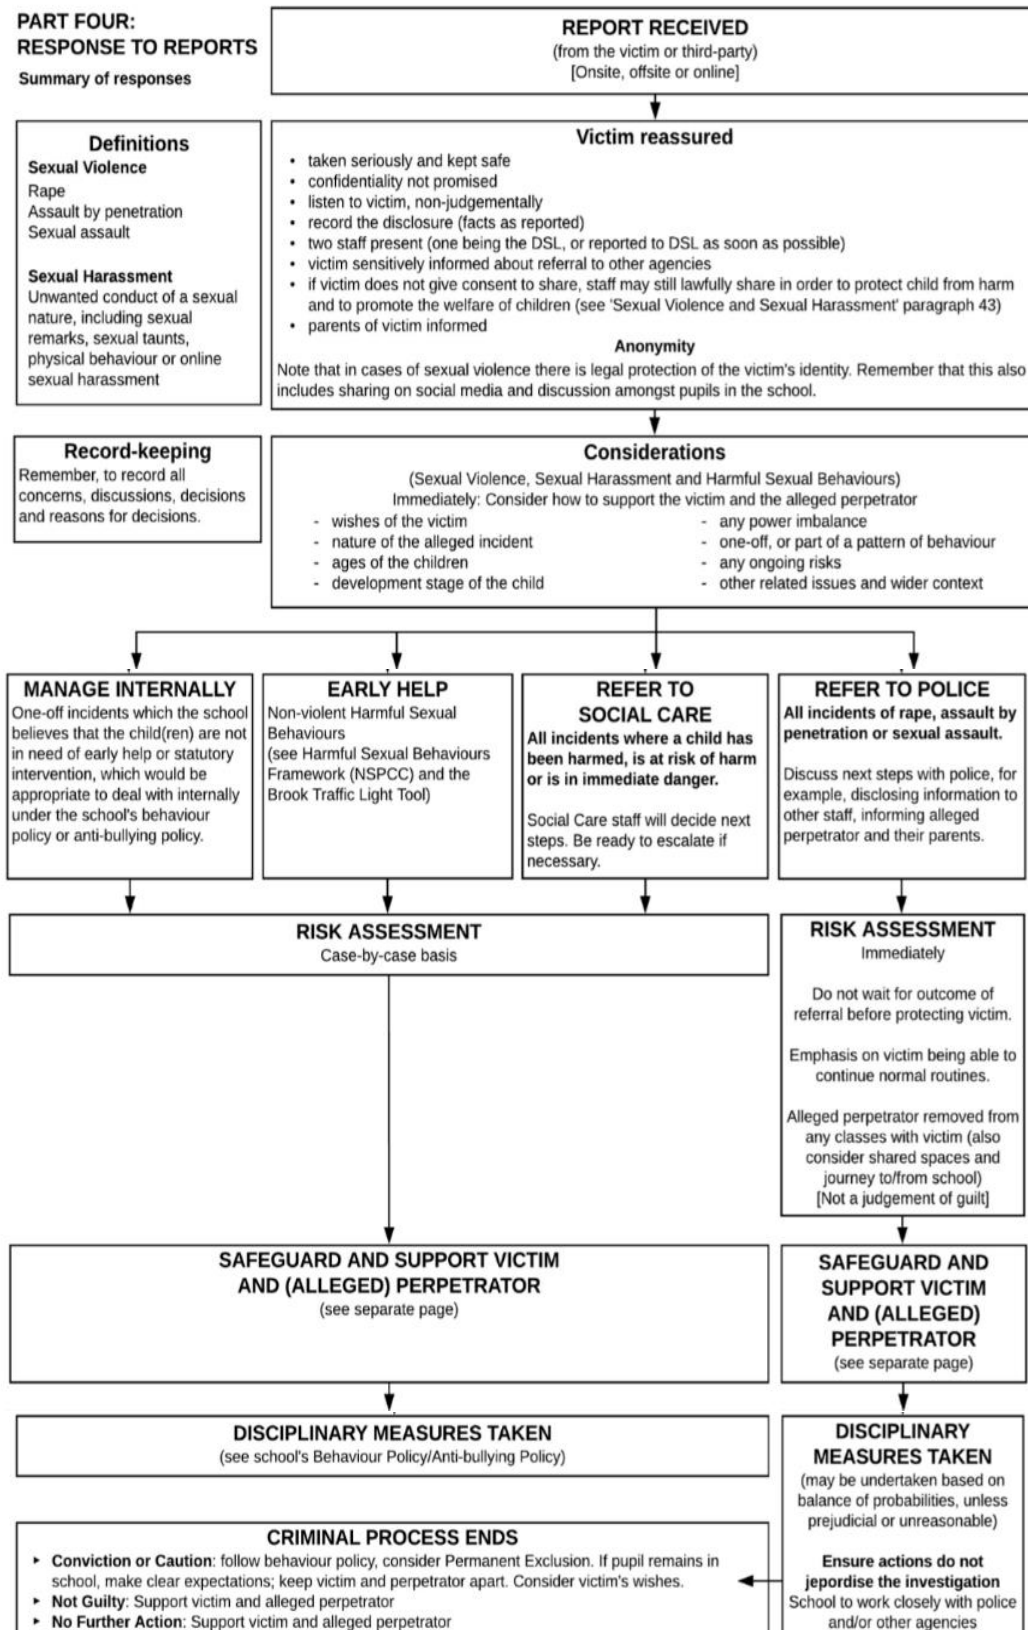 PART FOUR:
RESPONSE TO REPORTS
Summary of responses
REPORT RECEIVED
(from the victim or third-party)
[Onsite, offsite or online]
Definitions
Sexual Violence
Rape
Assault by penetration
Sexual assault
Sexual Harassment
Unwanted conduct of a sexual
nature, including sexual
remarks, sexual taunts,
physical behaviour or online
sexual harassment
Victim reassured
• taken seriously and kept safe
• confidentiality not promised
• listen to victim, non-judgementally
• record the disclosure (facts as reported)
• two staff present (one being the DSL, or reported to DSL as soon as possible)
• victim sensitively informed about referral to other agencies
• if victim does not give consent to share, staff may still lawfully share in order to protect child from harm
and to promote the welfare of children (see 'Sexual Violence and Sexual Harassment' paragraph 43)
• parents of victim informed
Anonymity
Note that in cases of sexual violence there is legal protection of the victim's identity. Remember that this also
includes sharing on social media and discussion amongst pupils in the school.
Record-keeping
Remember, to record all
concerns, discussions, decisions
and reasons for decisions.
Considerations
(Sexual Violence, Sexual Harassment and Harmful Sexual Behaviours)
Immediately: Consider how to support the victim and the alleged perpetrator
- wishes of the victim
- nature of the alleged incident
- ages of the children
- development stage of the child
- any power imbalance
- one-off, or part of a pattern of behaviour
- any ongoing risks
- other related issues and wider context
MANAGE INTERNALLY
One-off incidents which the school
believes that the child(ren) are not
in need of early help or statutory
intervention, which would be
appropriate to deal with internally
under the school's behaviour
policy or anti-bullying policy.
EARLY HELP
Non-violent Harmful Sexual
Behaviours
(see Harmful Sexual Behaviours
Framework (NSPCC) and the
Brook Traffic Light Tool)
REFER TO
SOCIAL CARE
All incidents where a child has
been harmed, is at risk of harm
or is in immediate danger.
Social Care staff will decide next
steps. Be ready to escalate if
necessary.
REFER TO POLICE
All incidents of rape, assault by
penetration or sexual assault.
Discuss next steps with police, for
example, disclosing information to
other staff, informing alleged
perpetrator and their parents.
RISK ASSESSMENT
Case-by-case basis
RISK ASSESSMENT
Immediately
Do not wait for outcome of
referral before protecting victim.
Emphasis on victim being able to
continue normal routines.
Alleged perpetrator removed from
any classes with victim (also
consider shared spaces and
journey to/from school)
[Not a judgement of guilt]
SAFEGUARD AND SUPPORT VICTIM
AND (ALLEGED) PERPETRATOR
(see separate page)
SAFEGUARD AND
SUPPORT VICTIM
AND (ALLEGED)
PERPETRATOR
(see separate page)
DISCIPLINARY MEASURES TAKEN
(see school's Behaviour Policy/Anti-bullying Policy)
DISCIPLINARY
MEASURES TAKEN
(may be undertaken based on
balance of probabilities, unless
prejudicial or unreasonable)
Ensure actions do not
jepordise the investigation
School to work closely with police
and/or other agencies
CRIMINAL PROCESS ENDS
▸ Conviction or Caution: follow behaviour policy, consider Permanent Exclusion. If pupil remains in
school, make clear expectations; keep victim and perpetrator apart. Consider victim's wishes.
▸ Not Guilty: Support victim and alleged perpetrator
▸ No Further Action: Support victim and alleged perpetrator